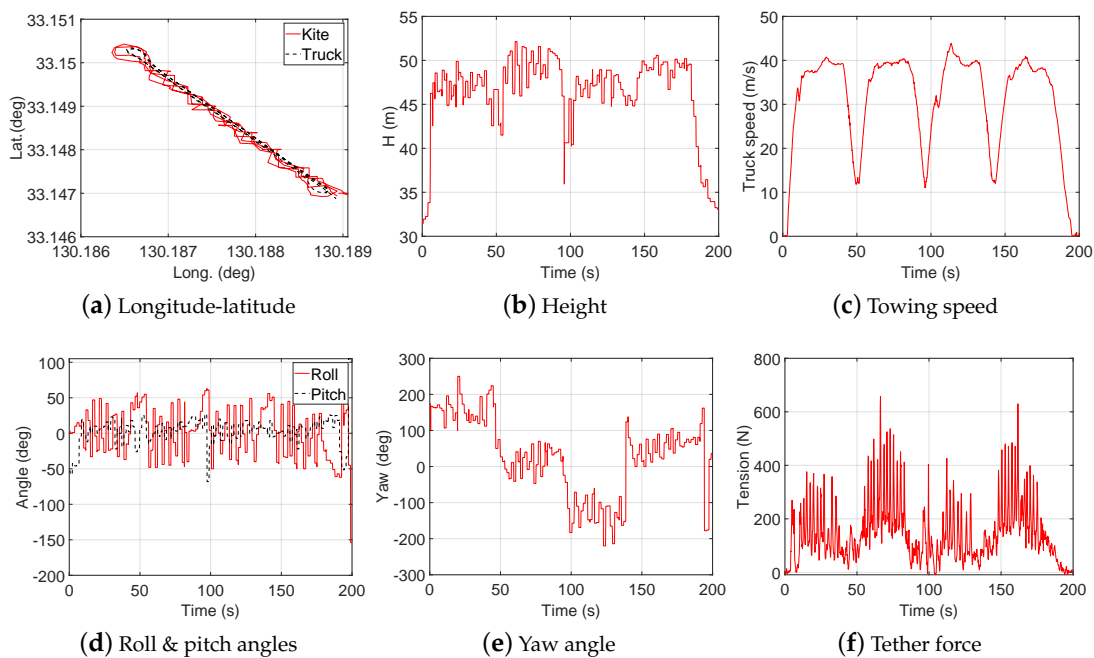 33.151
33.15
33.149
33.148
33.147
33.146
Lat.(deg)
130.186 130.187 130.188 130.189
Long. (deg)
Kite
Truck
(a) Longitude-latitude
55
50
45
40
35
30
H (m)
0 50 100 150 200
Time (s)
(b) Height
50
40
30
20
10
0
Truck speed (m/s)
0 50 100 150 200
Time (s)
(c) Towing speed
100
50
0
-50
-100
-150
-200
Angle (deg)
0 50 100 150 200
Time (s)
Roll
Pitch
(d) Roll & pitch angles
300
200
100
0
-100
-200
-300
Yaw (deg)
0 50 100 150 200
Time (s)
(e) Yaw angle
800
600
400
200
0
Tension (N)
0 50 100 150 200
Time (s)
(f) Tether force